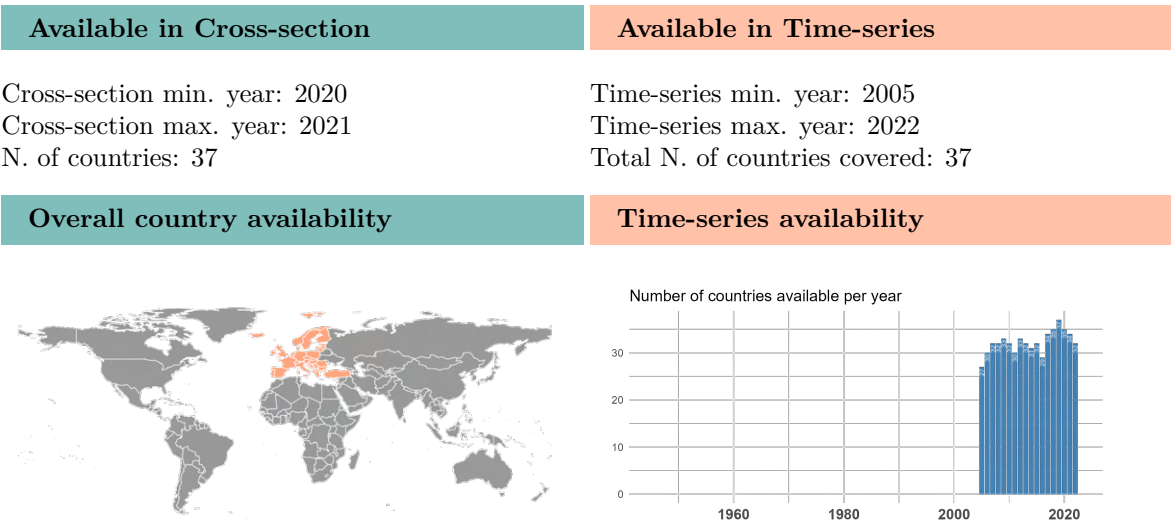 Available in Cross-section
Available in Time-series
Cross-section min. year: 2020
Cross-section max. year: 2021
N. of countries: 37
Time-series min. year: 2005
Time-series max. year: 2022
Total N. of countries covered: 37
Overall country availability
Time-series availability
Number of countries available per year
30
20
10
0
1960
1980
2000
2020